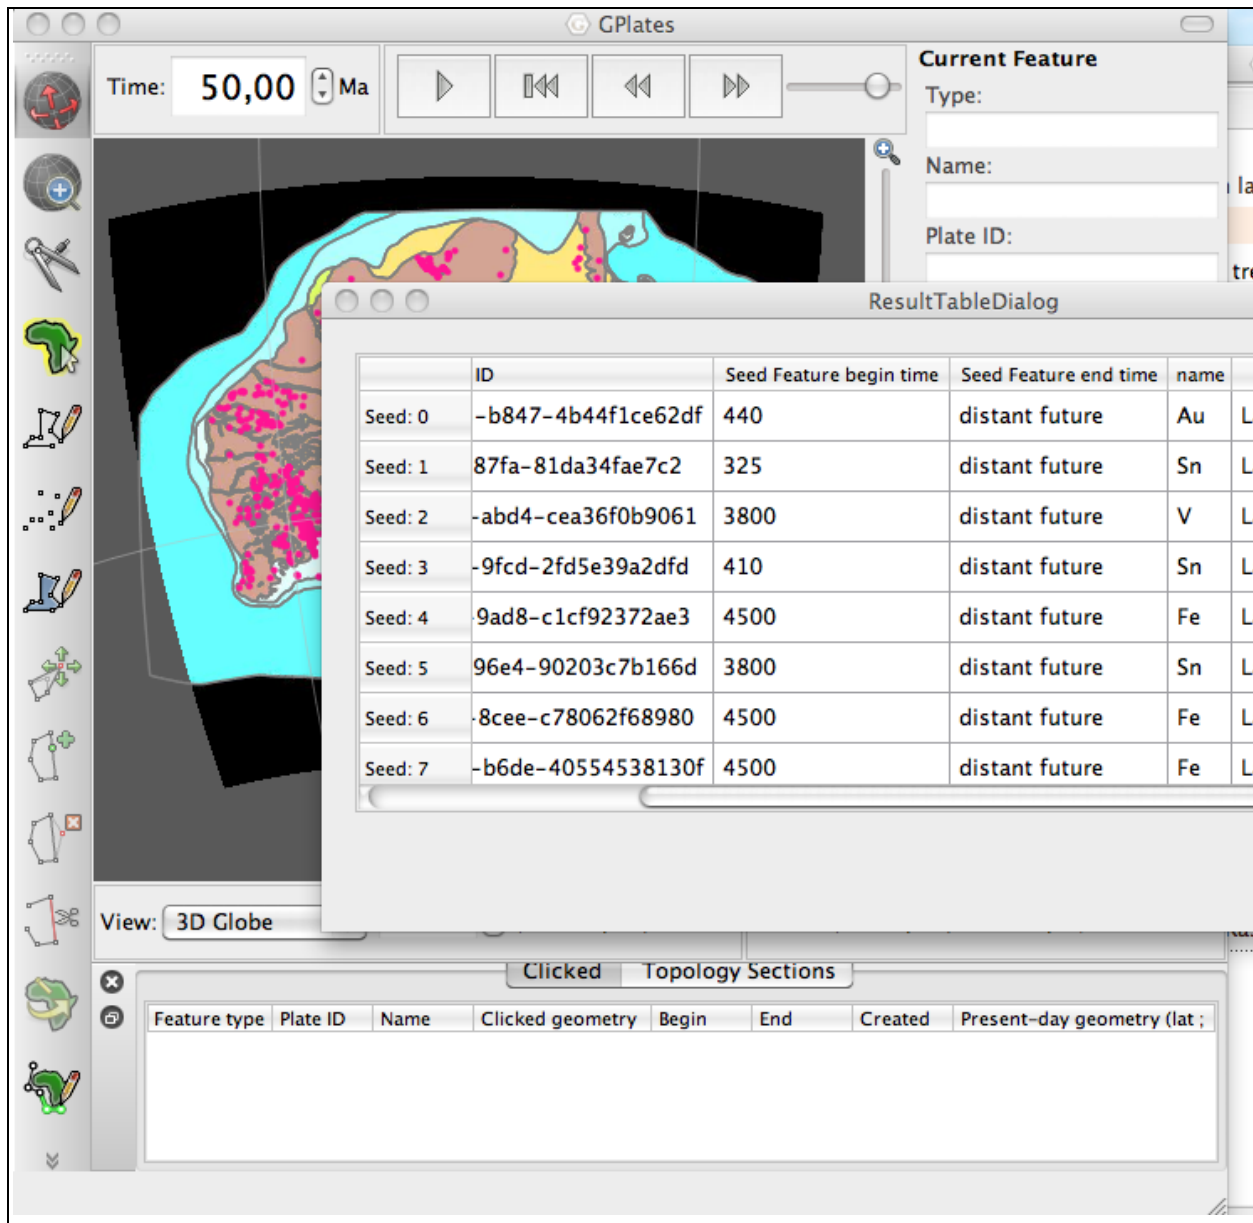 GPlates
Time: 50,00 Ma
Current Feature
Type:
Name:
Plate ID:
la
tre
ResultTableDialog
ID Seed Feature begin time Seed Feature end time name
Seed: 0 -b847-4b44f1ce62df 440 distant future Au L
Seed: 1 87fa-81da34fae7c2 325 distant future Sn L
Seed: 2 -abd4-cea36f0b9061 3800 distant future V L
Seed: 3 -9fcd-2fd5e39a2dfd 410 distant future Sn L
Seed: 4 -9ad8-c1cf92372ae3 4500 distant future Fe L
Seed: 5 96e4-90203c7b166d 3800 distant future Sn L
Seed: 6 -8cee-c78062f68980 4500 distant future Fe L
Seed: 7 -b6de-40554538130f 4500 distant future Fe L
View: 3D Globe
Clicked Topology Sections
Feature type Plate ID Name Clicked geometry Begin End Created Present-day geometry (lat ;